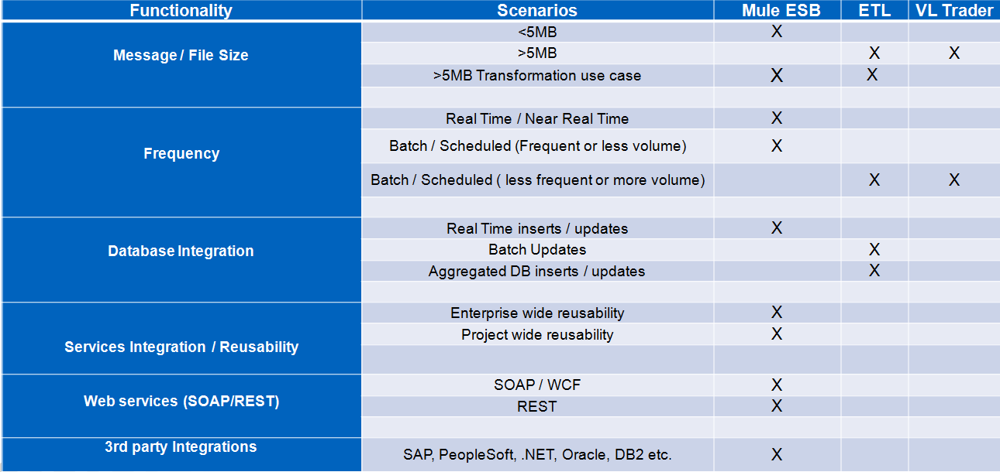 Functionality Scenarios Mule ESB ETL VL Trader
Message / File Size
<5MB X
>5MB X X
>5MB Transformation use case X X
Frequency
Real Time / Near Real Time X
Batch / Scheduled (Frequent or less volume) X
Batch / Scheduled ( less frequent or more volume) X X
Database Integration
Real Time inserts / updates X
Batch Updates X
Aggregated DB inserts / updates X
Services Integration / Reusability
Enterprise wide reusability X
Project wide reusability X
Web services (SOAP/REST)
SOAP / WCF X
REST X
3rd party Integrations
SAP, PeopleSoft, .NET, Oracle, DB2 etc. X